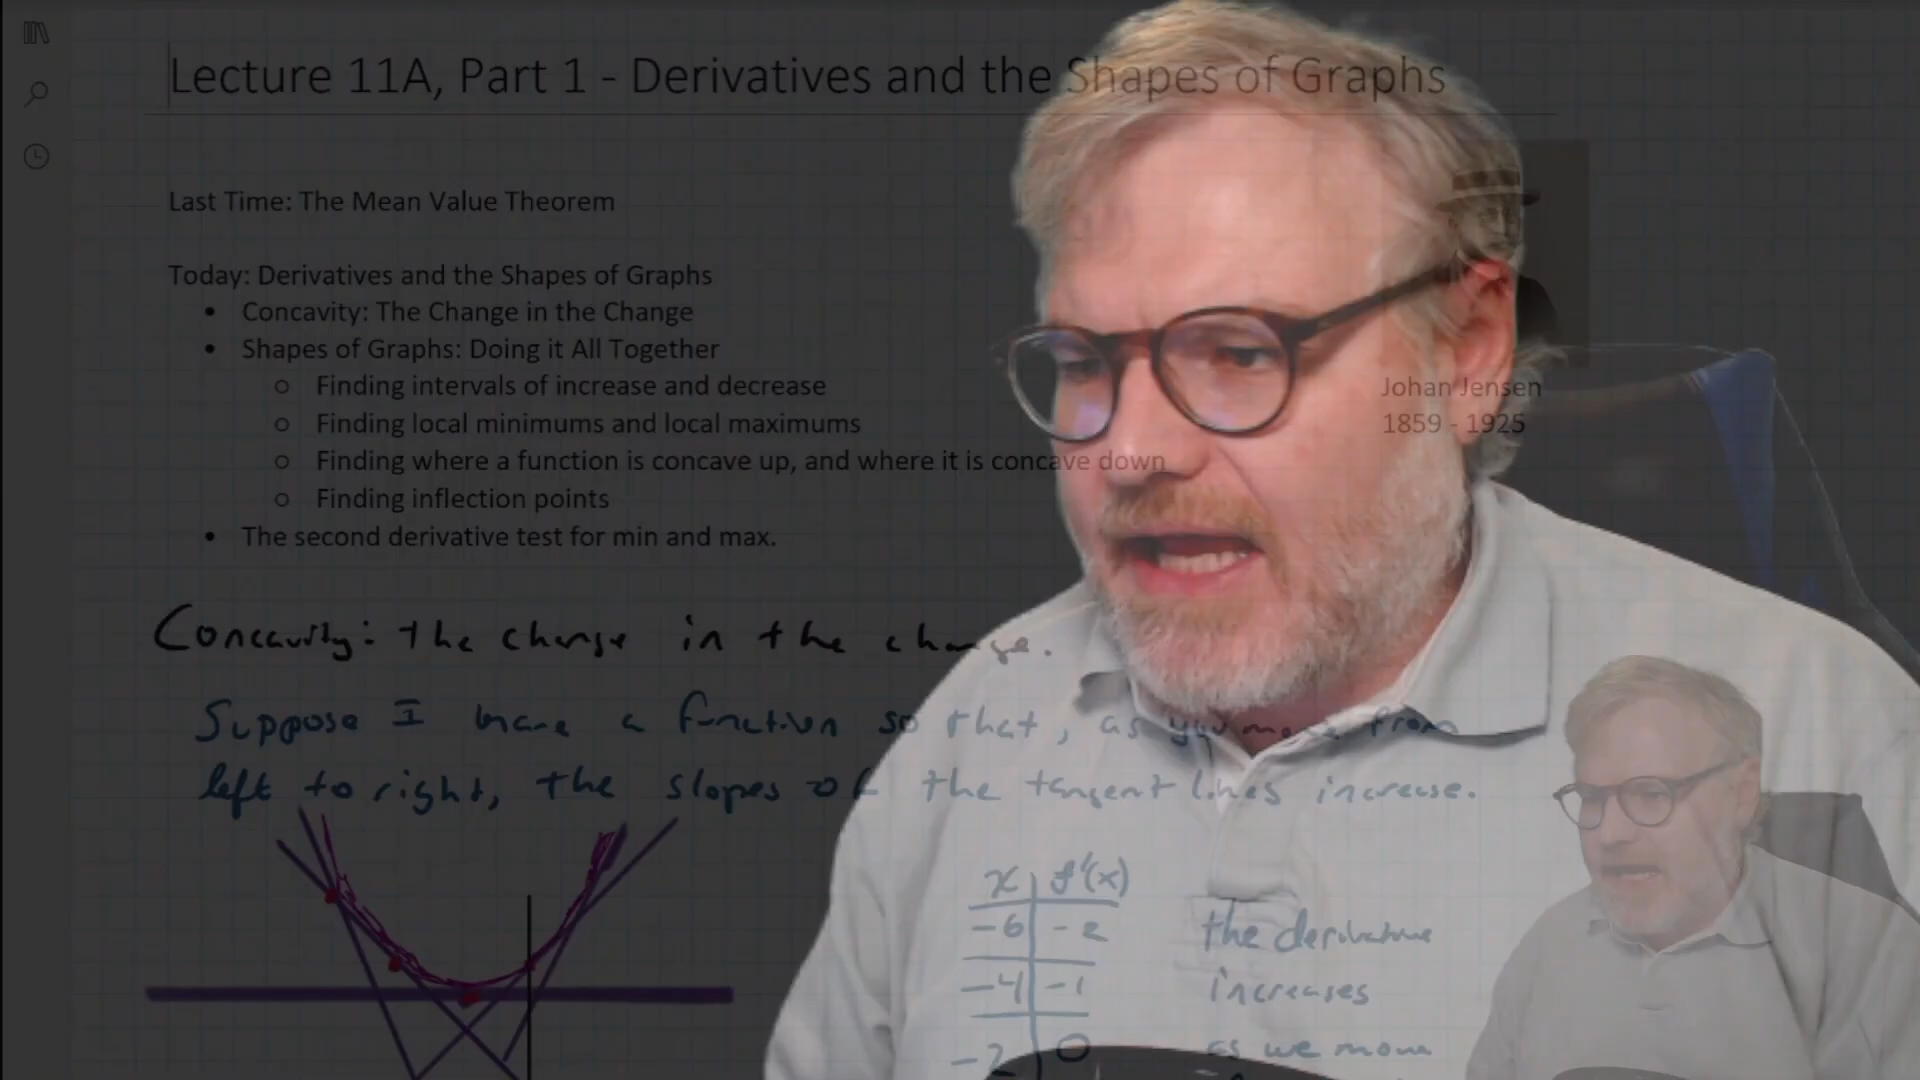 Lecture 11A, Part 1 - Derivatives and the Shapes of Graphs
Last Time: The Mean Value Theorem
Today: Derivatives and the Shapes of Graphs
• Concavity: The Change in the Change
• Shapes of Graphs: Doing it All Together
○ Finding intervals of increase and decrease
○ Finding local minimums and local maximums
○ Finding where a function is concave up, and where it is concave down
○ Finding inflection points
• The second derivative test for min and max.
Johan Jensen
1859 - 1925
Concavity: the change in the change.
Suppose I have a function so that, as you move from
left to right, the slopes of the tangent lines increase.
x f'(x)
-6 -2 the derivative
-4 -1 increases
-2 0 as we move